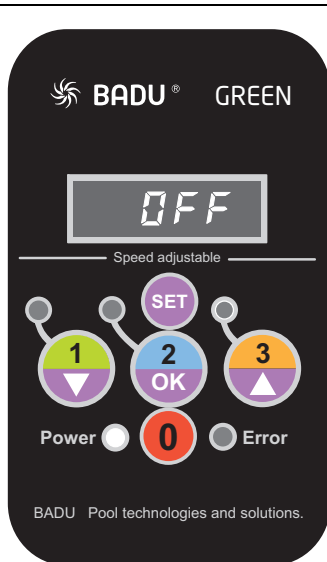 BADU® GREEN
OFF
Speed adjustable
SET
1 2 3
OK
Power 0 Error
BADU Pool technologies and solutions.